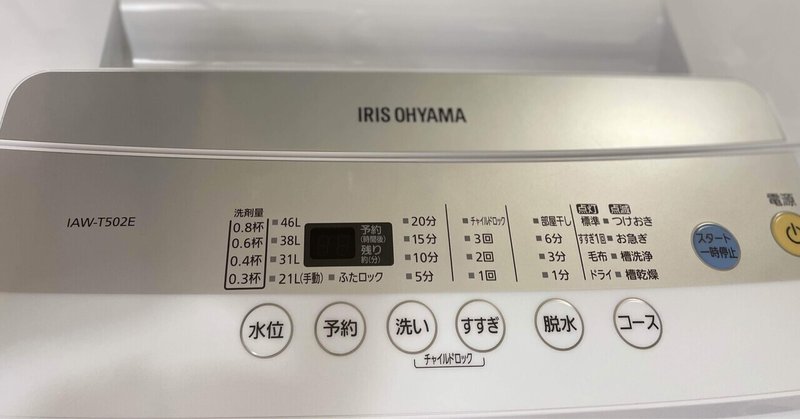 IRIS OHYAMA
IAW-T502E
電源
洗剤量
0.8杯 46L
0.6杯 38L
0.4杯 31L
0.3杯 21L(手動) ふたロック
予約
(時間後)
残り
約(分)
20分
15分
10分
5分
チャイルドロック
3回
2回
1回
部屋干し
6分
3分
1分
点灯 点滅
標準 つけおき
すすぎ1回 お急ぎ
毛布 槽洗浄
ドライ 槽乾燥
スタート
一時停止
水位 予約 洗い すすぎ 脱水 コース
チャイルドロック